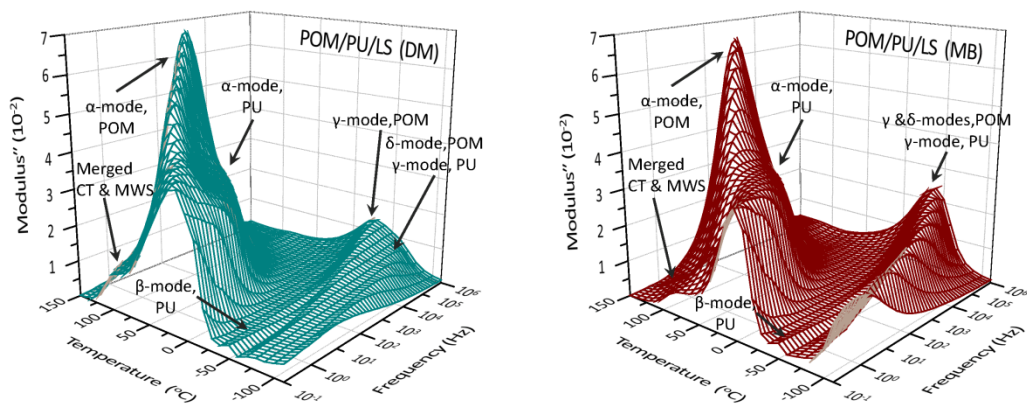 POM/PU/LS (DM)
7
6
5
4
3
2
1
Modulus" (10⁻²)
α-mode,
POM
α-mode,
PU
γ-mode,POM
δ-mode,POM
γ-mode, PU
Merged
CT & MWS
β-mode,
PU
150
100
50
0
-50
-100
Temperature (ºC)
10⁻¹
10⁰
10¹
10²
10³
10⁴
10⁵
10⁶
Frequency (Hz)
POM/PU/LS (MB)
7
6
5
4
3
2
1
Modulus" (10⁻²)
α-mode,
POM
α-mode,
PU
γ &δ-modes,POM
γ-mode, PU
Merged
CT & MWS
β-mode,
PU
150
100
50
0
-50
-100
Temperature (ºC)
10⁻¹
10⁰
10¹
10²
10³
10⁴
10⁵
10⁶
Frequency (Hz)